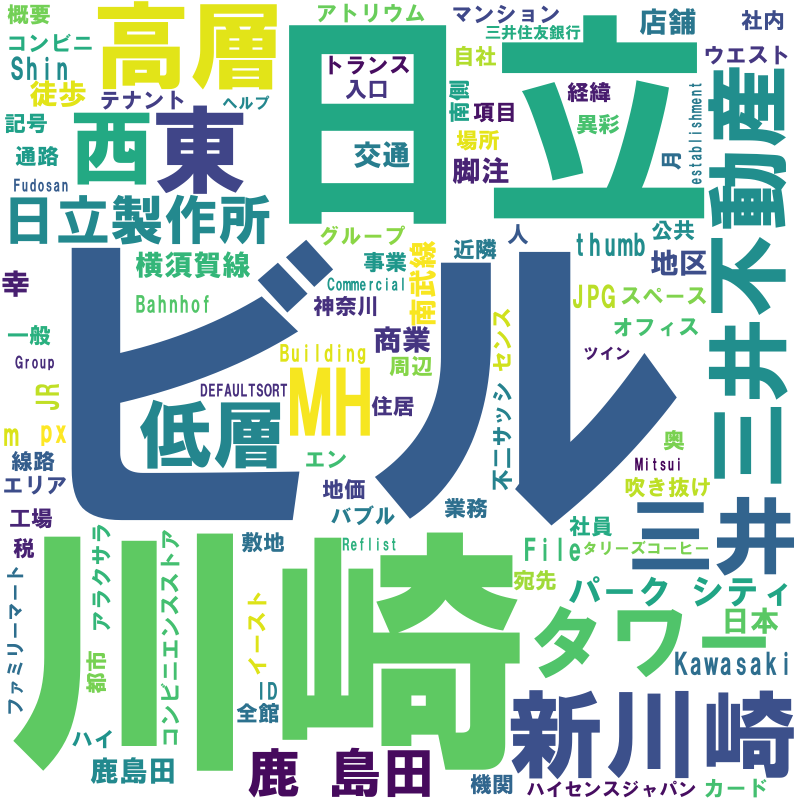 概要
高層
アトリウム
マンション
店舗
社内
コンビニ
三井住友銀行
日立
Shin
トランス
自社
ウエスト
徒歩
テナント
ヘルプ
入口
南側
項目
経緯
不動産
記号
西
東
場所
異彩
establishment
通路
交通
脚注
月
Fudosan
日立製作所
グループ
近隣
人
thumb
公共
横須賀線
事業
南武線
地区
幸
Bahnhof
Commercial
神奈川
JPG
スペース
一般
商業
センス
オフィス
ビル
Building
周辺
ツイン
三井不動産
Group
JR
DEFAULTSORT
MH
住居
不二サッシ
低層
m
px
奥
線路
エン
Mitsui
エリア
地価
吹き抜け
工場
バブル
業務
三井
税
敷地
Reflist
社員
File
タリーズコーヒー
川崎
宛先
パーク シティ
ファミリーマート
アラクサラ
コンビニエンスストア
イースト
タワー
日本
都市
Kawasaki
ID
全館
新川崎
ハイ
鹿島田
鹿 島田
機関
ハイセンスジャパン
カード